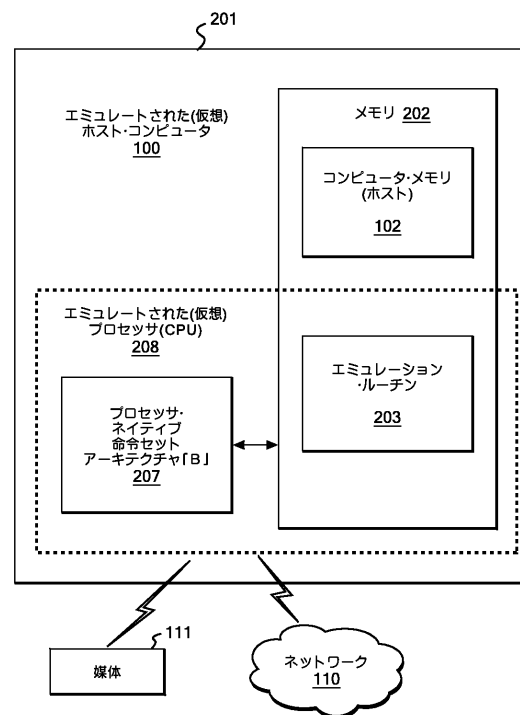 201
エミュレートされた(仮想)
ホスト・コンピュータ
100
メモリ 202
コンピュータ・メモリ
(ホスト)
102
エミュレートされた(仮想)
プロセッサ(CPU)
208
プロセッサ・
ネイティブ
命令セット
アーキテクチャ「B」
207
エミュレーション
・ルーチン
203
111
媒体
ネットワーク
110